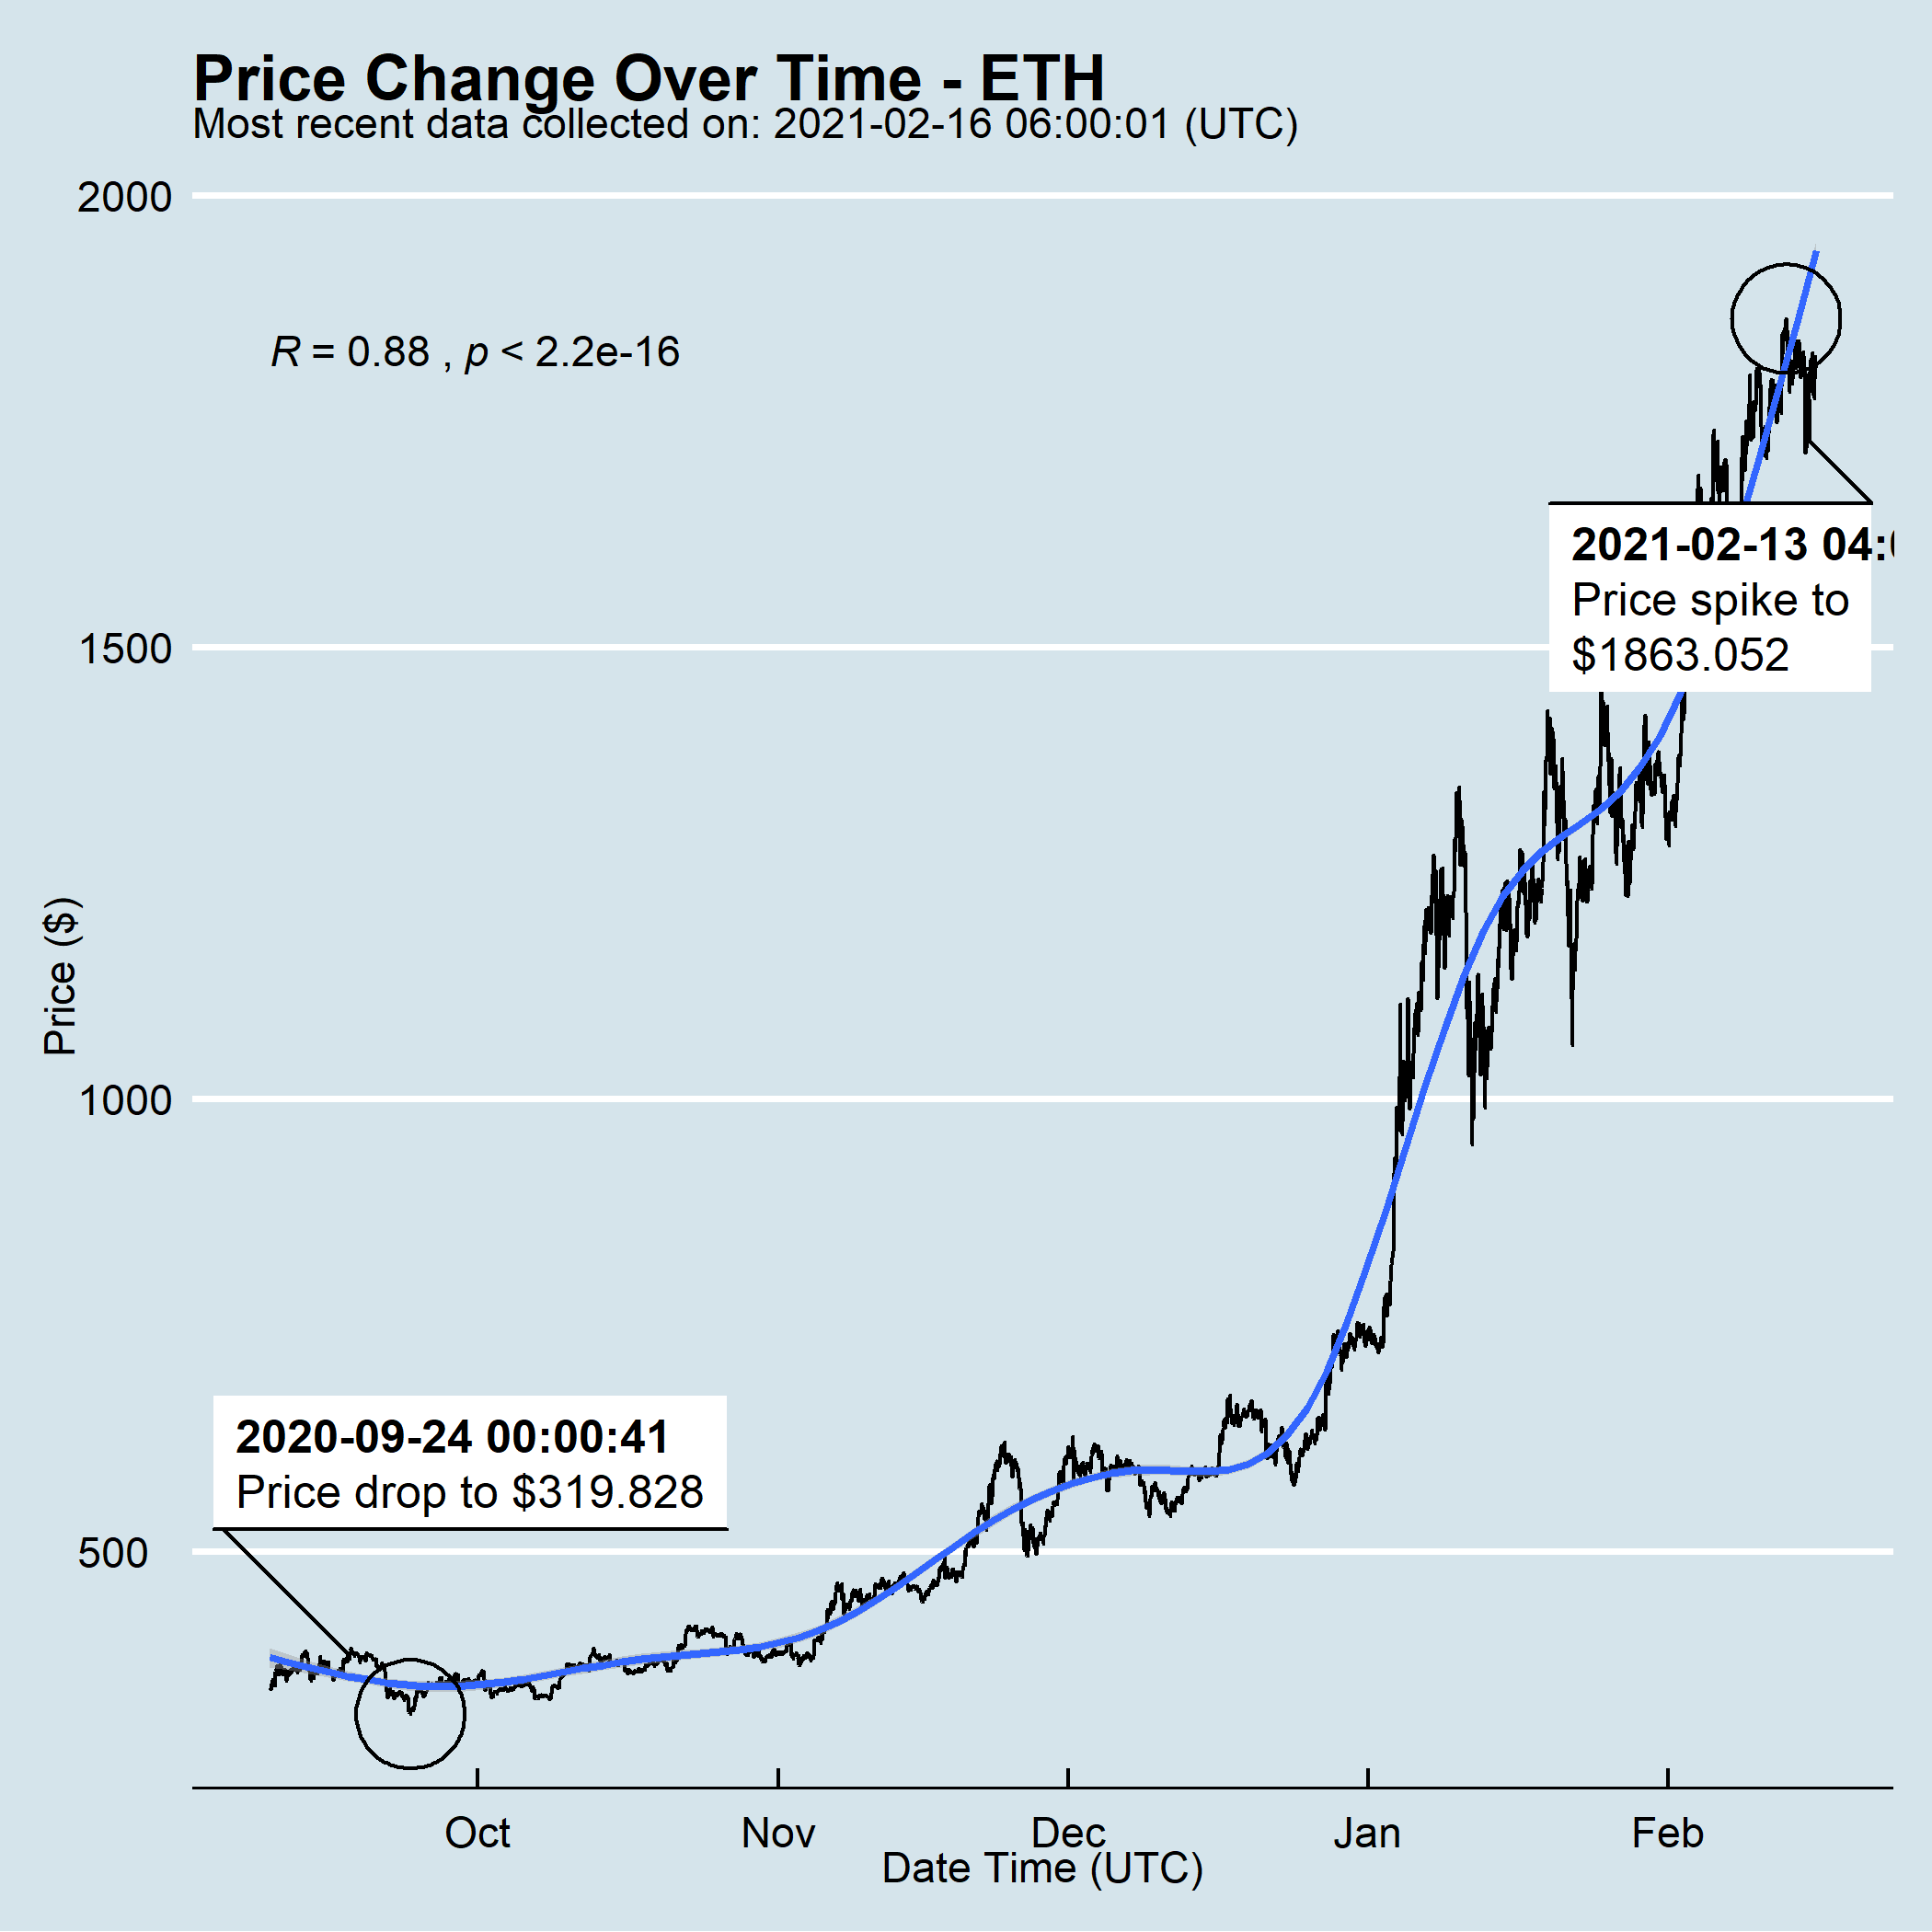 Price Change Over Time - ETH
Most recent data collected on: 2021-02-16 06:00:01 (UTC)
2000
R = 0.88 , p < 2.2e-16
2021-02-13 04:
Price spike to
$1863.052
1500
Price ($)
1000
2020-09-24 00:00:41
Price drop to $319.828
500
Oct Nov Dec Jan Feb
Date Time (UTC)